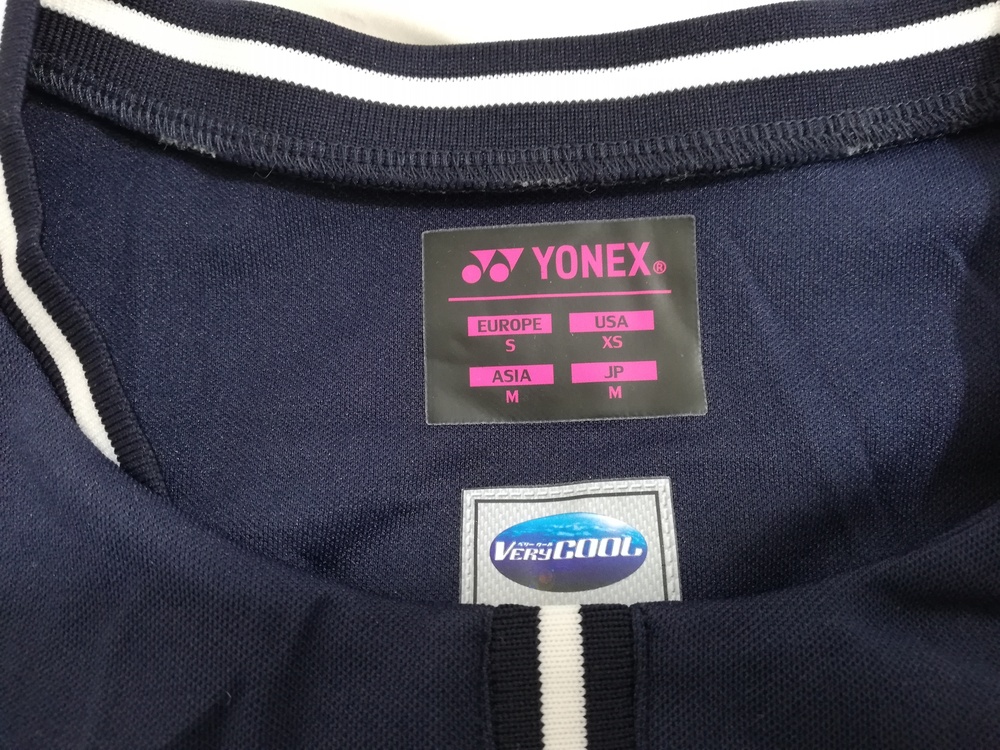 YONEX®
EUROPE USA
S XS
ASIA JP
M M
ベリー クール
VERYCOOL